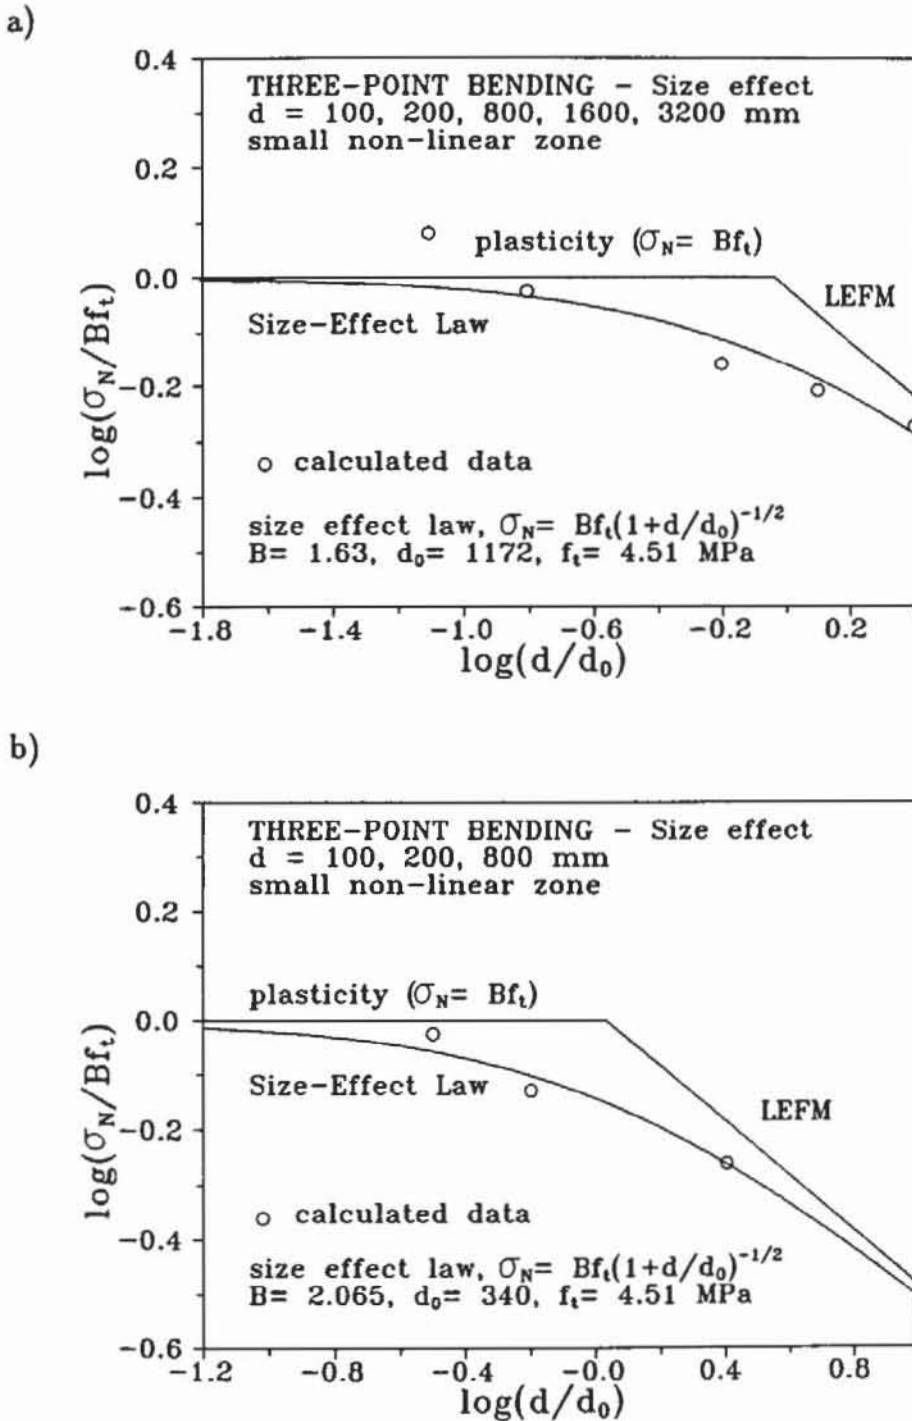 a)
0.4
THREE-POINT BENDING - Size effect
d = 100, 200, 800, 1600, 3200 mm
small non-linear zone
0.2
plasticity (σN= Bft)
0.0
LEFM
Size-Effect Law
log(σN/Bft)
-0.2
calculated data
-0.4
size effect law, σN= Bft(1+d/d0)-1/2
B= 1.63, d0= 1172, ft= 4.51 MPa
-0.6
-1.8 -1.4 -1.0 -0.6 -0.2 0.2
log(d/d0)
b)
0.4
THREE-POINT BENDING - Size effect
d = 100, 200, 800 mm
small non-linear zone
0.2
plasticity (σN= Bft)
0.0
Size-Effect Law
LEFM
log(σN/Bft)
-0.2
calculated data
-0.4
size effect law, σN= Bft(1+d/d0)-1/2
B= 2.065, d0= 340, ft= 4.51 MPa
-0.6
-1.2 -0.8 -0.4 -0.0 0.4 0.8
log(d/d0)